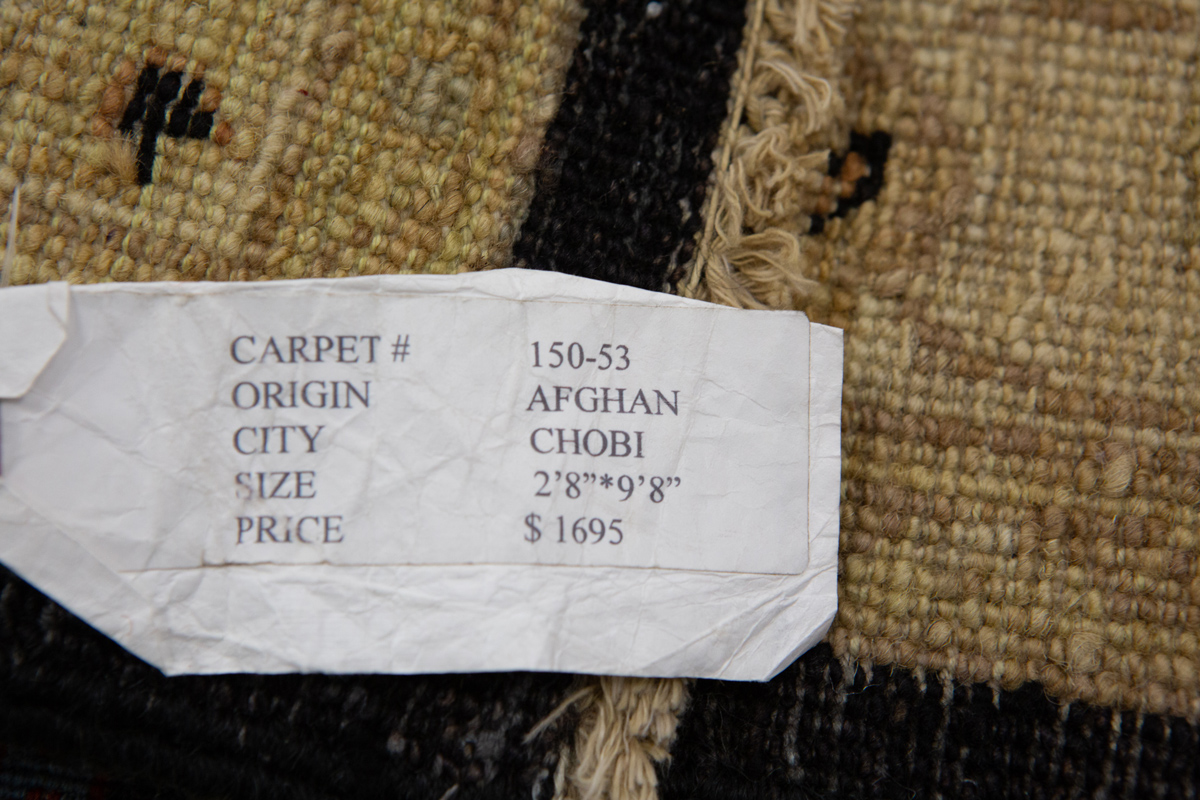 CARPET # 150-53
ORIGIN AFGHAN
CITY CHOBI
SIZE 2’8”*9’8”
PRICE $ 1695